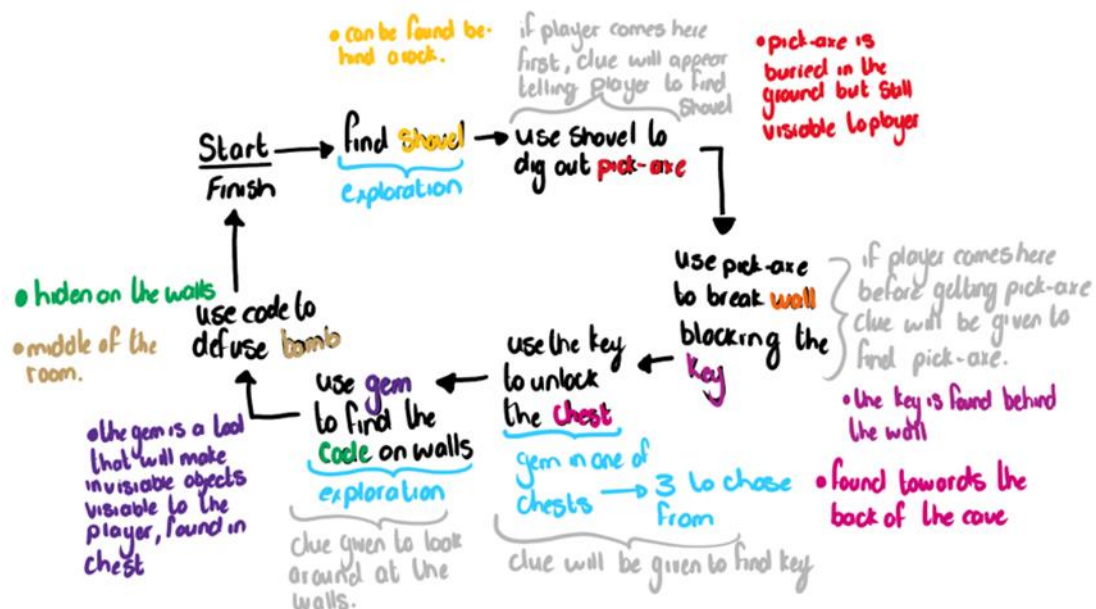 • can be found be-
hind a rock.
if player comes here
first, clue will appear
telling player to find
shovel
• pick-axe is
buried in the
ground but still
visiable to player
Start
Finish
find shovel
exploration
use shovel to
dig out pick-axe
use pick-axe
to break wall
blocking the
key
if player comes here
before getting pick-axe
clue will be given to
find pick-axe.
• the key is found behind
the wall
use the key
to unlock
the chest
gem in one of
chests
3 to chose
from
• found towards the
back of the cave
clue will be given to find key
use gem
to find the
code on walls
exploration
clue given to look
around at the
walls.
• the gem is a tool
that will make
invisiable objects
visiable to the
player, found in
chest
use code to
defuse bomb
• hiden on the walls
• middle of the
room.